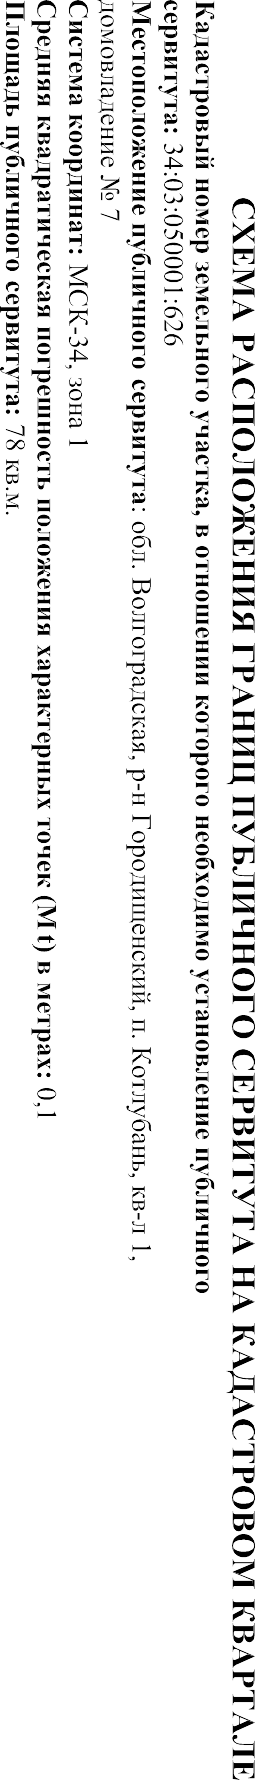 СХЕМА РАСПОЛОЖЕНИЯ ГРАНИЦ ПУБЛИЧНОГО СЕРВИТУТА НА КАДАСТРОВОМ КВАРТАЛЕ
Кадастровый номер земельного участка, в отношении которого необходимо установление публичного
сервитута: 34:03:050001:626
Местоположение публичного сервитута: обл. Волгоградская, р-н Городищенский, п. Котлубань, кв-л 1,
домовладение № 7
Система координат: МСК-34, зона 1
Средняя квадратическая погрешность положения характерных точек (Mt) в метрах: 0,1
Площадь публичного сервитута: 78 кв.м.